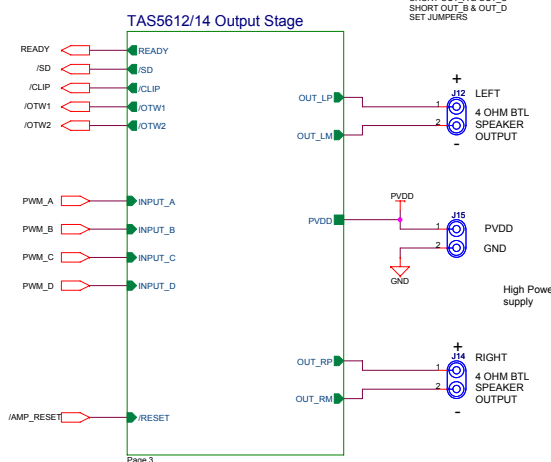 SHORT OUT_B & OUT_D
SET JUMPERS
TAS5612/14 Output Stage
READY
READY
/SD
/SD
/CLIP
/CLIP
/OTW1
/OTW1
/OTW2
/OTW2
OUT_LP
OUT_LM
+
J12
LEFT
1
2
4 OHM BTL
SPEAKER
OUTPUT
-
PWM_A
INPUT_A
PWM_B
INPUT_B
PWM_C
INPUT_C
PWM_D
INPUT_D
PVDD
PVDD
J15
1
2
PVDD
GND
GND
High Powe
supply
OUT_RP
OUT_RM
+
J14
RIGHT
1
2
4 OHM BTL
SPEAKER
OUTPUT
-
/AMP_RESET
/RESET
Page 3